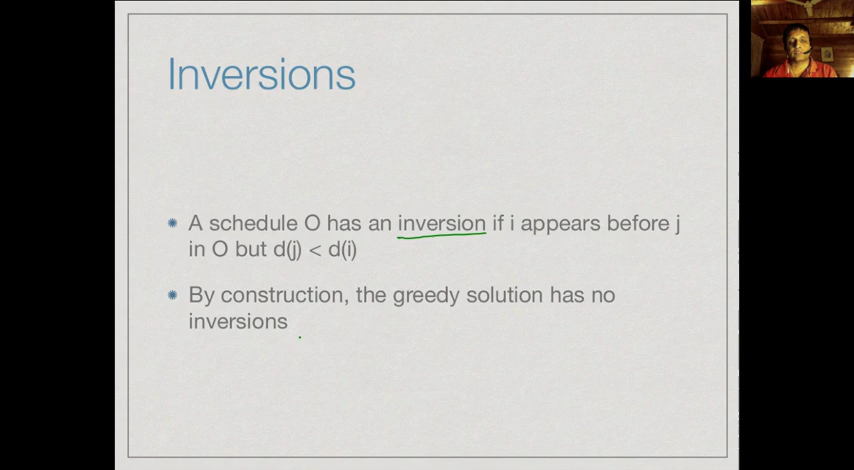 Inversions
A schedule O has an inversion if i appears before j
in O but d(j) < d(i)
By construction, the greedy solution has no
inversions